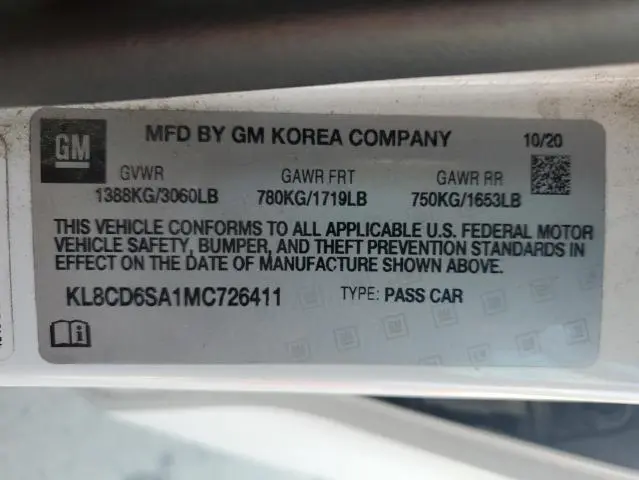 GM MFD BY GM KOREA COMPANY 10/20
GVWR GAWR FRT GAWR RR
1388KG/3060LB 780KG/1719LB 750KG/1653LB
THIS VEHICLE CONFORMS TO ALL APPLICABLE U.S. FEDERAL MOTOR
VEHICLE SAFETY, BUMPER, AND THEFT PREVENTION STANDARDS IN
EFFECT ON THE DATE OF MANUFACTURE SHOWN ABOVE.
KL8CD6SA1MC726411 TYPE: PASS CAR